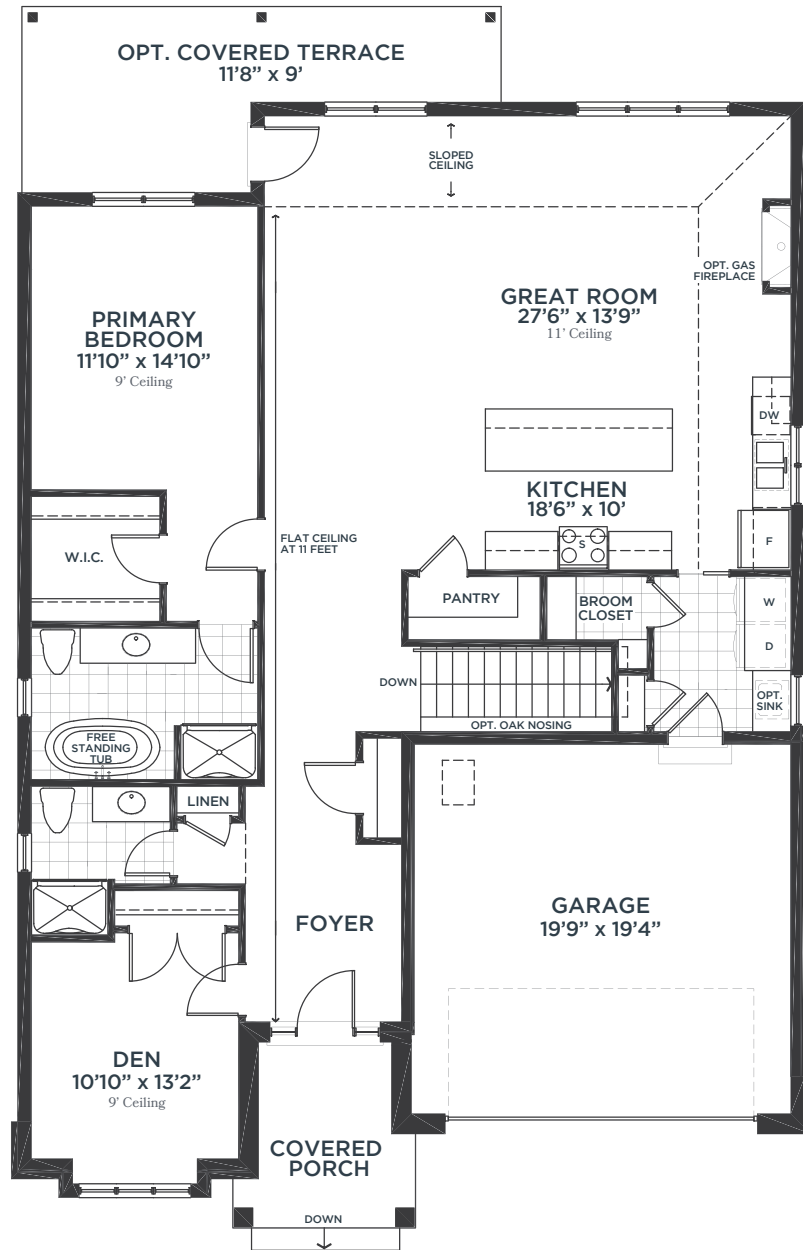 OPT. COVERED TERRACE
11’8” x 9’
SLOPED
CEILING
OPT. GAS
FIREPLACE
GREAT ROOM
27’6” x 13’9”
11’ Ceiling
PRIMARY
BEDROOM
11’10” x 14’10”
9’ Ceiling
DW
KITCHEN
18’6” x 10’
FLAT CEILING
AT 11 FEET
S
F
W.I.C.
PANTRY
BROOM
CLOSET
W
D
DOWN
OPT.
SINK
OPT. OAK NOSING
FREE
STANDING
TUB
LINEN
FOYER
GARAGE
19’9” x 19’4”
DEN
10’10” x 13’2”
9’ Ceiling
COVERED
PORCH
DOWN